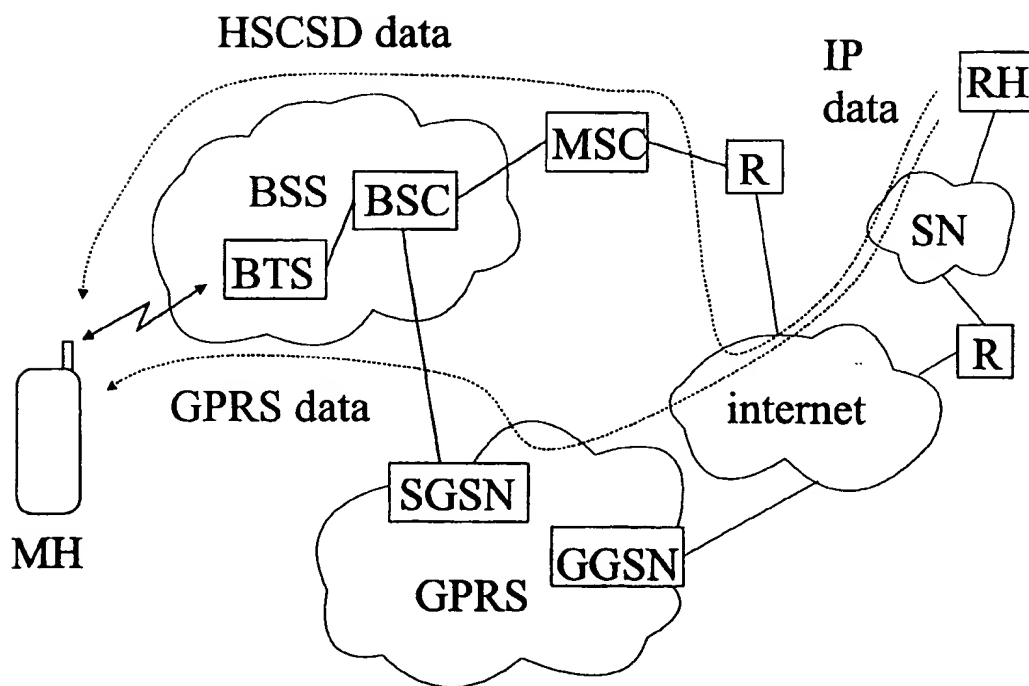 HSCSD data
IP
data
RH
MSC
R
BSS
BSC
SN
BTS
R
GPRS data
internet
SGSN
MH
GGSN
GPRS